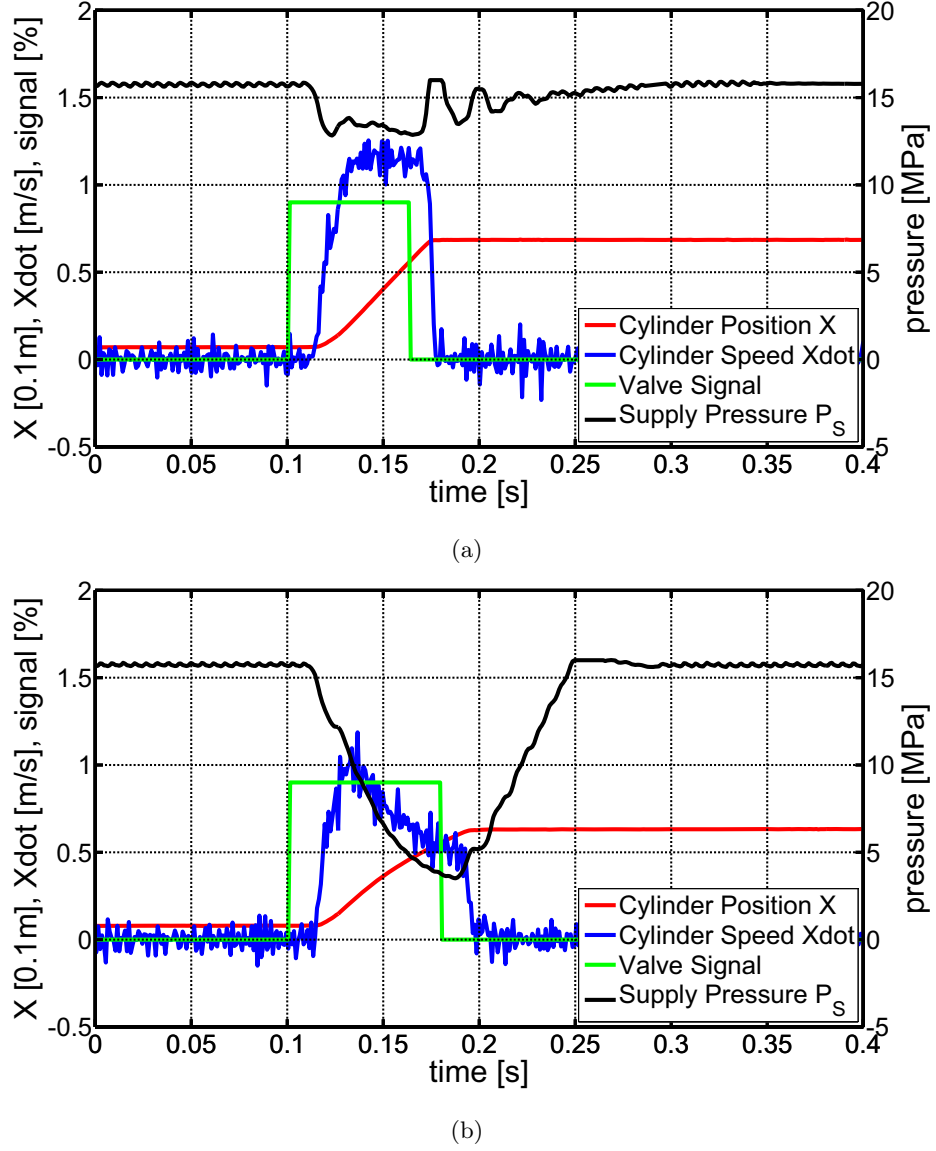 2
1.5
1
0.5
0
-0.5
X [0.1m], Xdot [m/s], signal [%]
20
15
10
5
0
-5
pressure [MPa]
0 0.05 0.1 0.15 0.2 0.25 0.3 0.35 0.4
time [s]
Cylinder Position X
Cylinder Speed Xdot
Valve Signal
Supply Pressure P_S
(a)
2
1.5
1
0.5
0
-0.5
X [0.1m], Xdot [m/s], signal [%]
20
15
10
5
0
-5
pressure [MPa]
0 0.05 0.1 0.15 0.2 0.25 0.3 0.35 0.4
time [s]
Cylinder Position X
Cylinder Speed Xdot
Valve Signal
Supply Pressure P_S
(b)